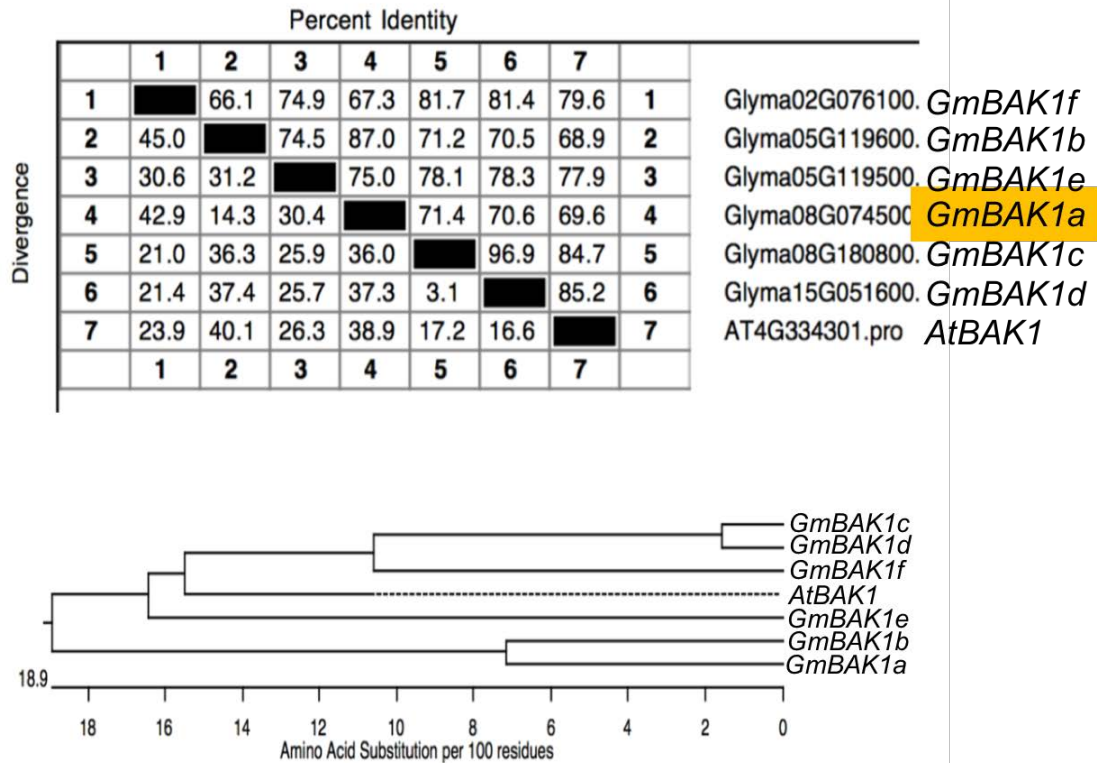 Percent Identity
1 2 3 4 5 6 7
1 66.1 74.9 67.3 81.7 81.4 79.6 1 Glyma02G076100. GmBAK1f
2 45.0 74.5 87.0 71.2 70.5 68.9 2 Glyma05G119600. GmBAK1b
3 30.6 31.2 75.0 78.1 78.3 77.9 3 Glyma05G119500. GmBAK1e
4 42.9 14.3 30.4 71.4 70.6 69.6 4 Glyma08G074500 GmBAK1a
5 21.0 36.3 25.9 36.0 96.9 84.7 5 Glyma08G180800. GmBAK1c
6 21.4 37.4 25.7 37.3 3.1 85.2 6 Glyma15G051600. GmBAK1d
7 23.9 40.1 26.3 38.9 17.2 16.6 7 AT4G334301.pro AtBAK1
1 2 3 4 5 6 7
Divergence
GmBAK1c
GmBAK1d
GmBAK1f
AtBAK1
GmBAK1e
GmBAK1b
GmBAK1a
18.9
18 16 14 12 10 8 6 4 2 0
Amino Acid Substitution per 100 residues